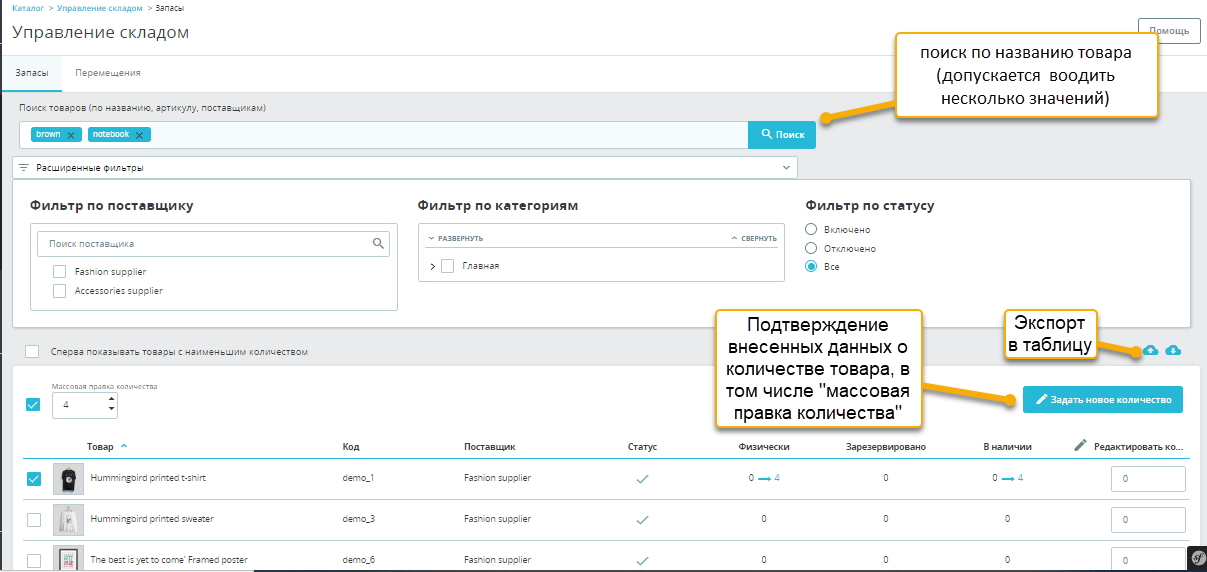 Каталог > Управление складом > Запасы
Управление складом
Помощь
поиск по названию товара
(допускается воодить
несколько значений)
Запасы Перемещения
Поиск товаров (по названию, артикулу, поставщикам)
brown × notebook ×
Поиск
Расширенные фильтры
Фильтр по поставщику
Поиск поставщика
Fashion supplier
Accessories supplier
Фильтр по категориям
РАЗВЕРНУТЬ СВЕРНУТЬ
Главная
Фильтр по статусу
Включено
Отключено
Все
Подтверждение
внесенных данных о
количестве товара, в
том числе "массовая
правка количества"
Экспорт
в таблицу
Сперва показывать товары с наименьшим количеством
Массовая правка количества
4
Задать новое количество
Товар Код Поставщик Статус Физически Зарезервировано В наличии Редактировать ко...
Hummingbird printed t-shirt demo_1 Fashion supplier 0 → 4 0 0 → 4 0
Hummingbird printed sweater demo_3 Fashion supplier 0 0 0 0
The best is yet to come' Framed poster demo_6 Fashion supplier 0 0 0 0
sf